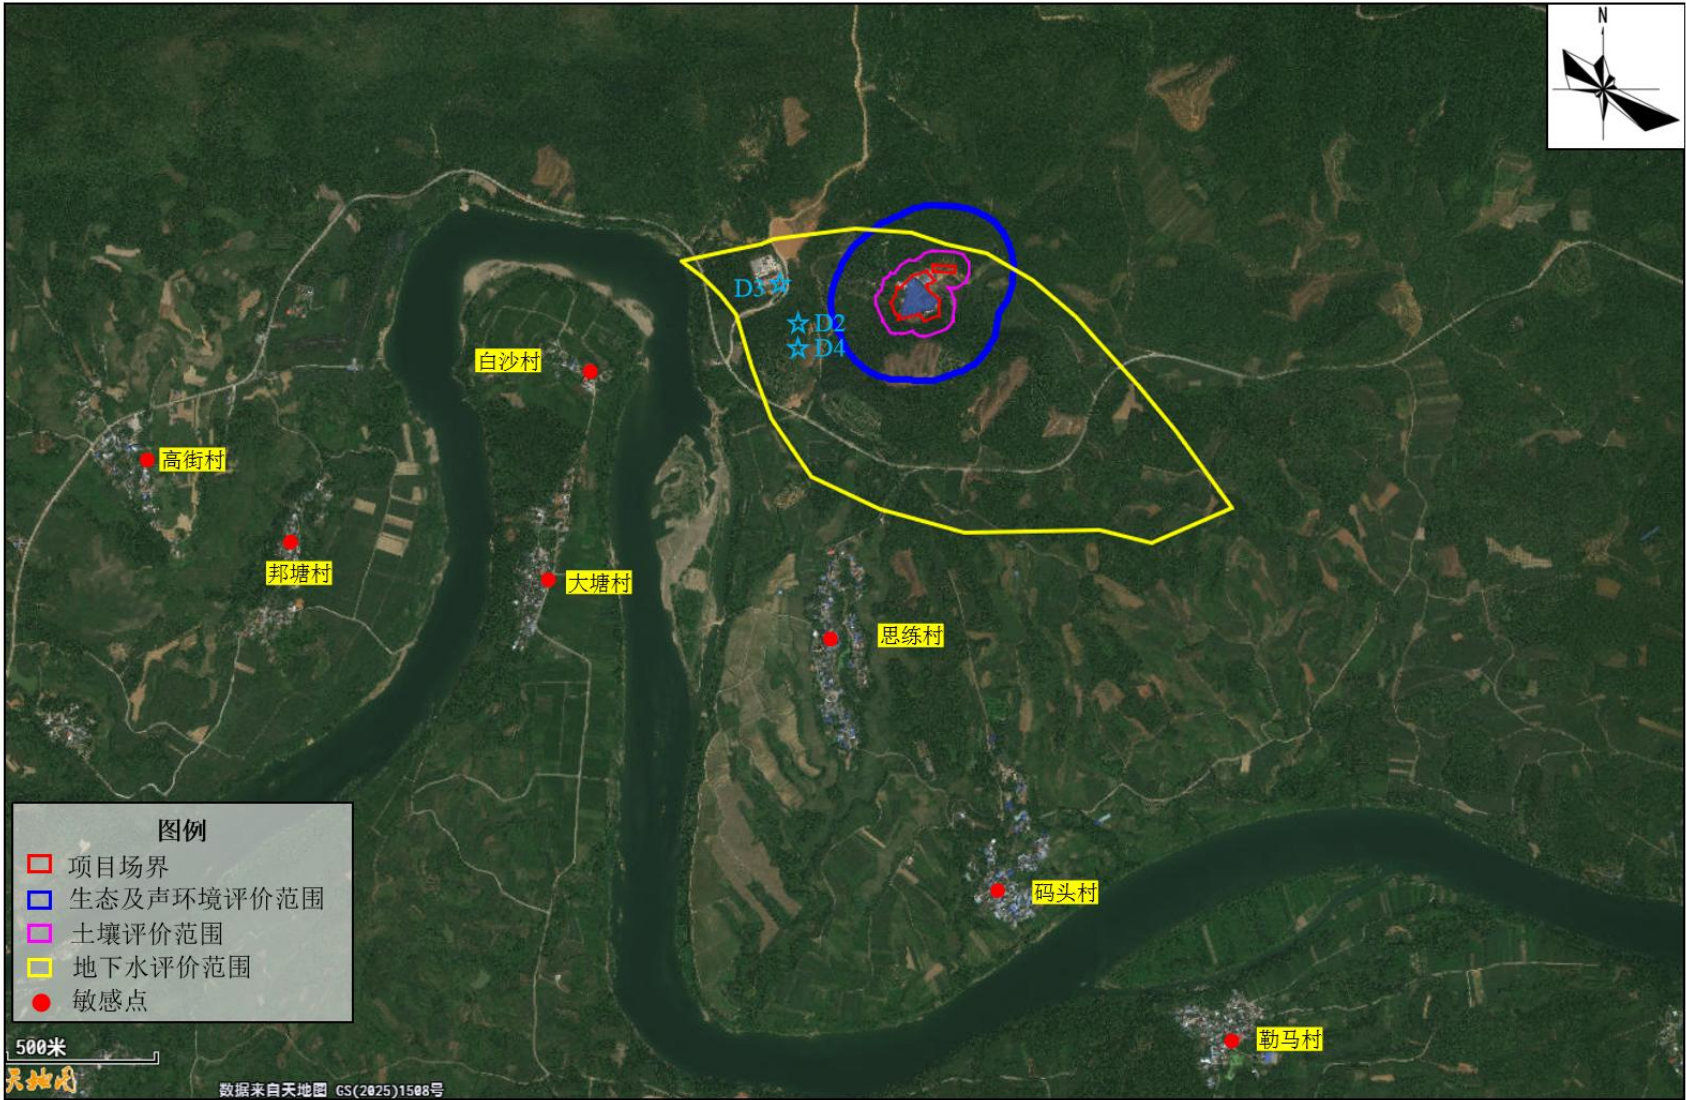 N
D3
D2
D4
白沙村
高街村
邦塘村
大塘村
思练村
码头村
勒马村
图例
项目场界
生态及声环境评价范围
土壤评价范围
地下水评价范围
敏感点
500米
天地图
数据来自天地图 GS(2025)1508号